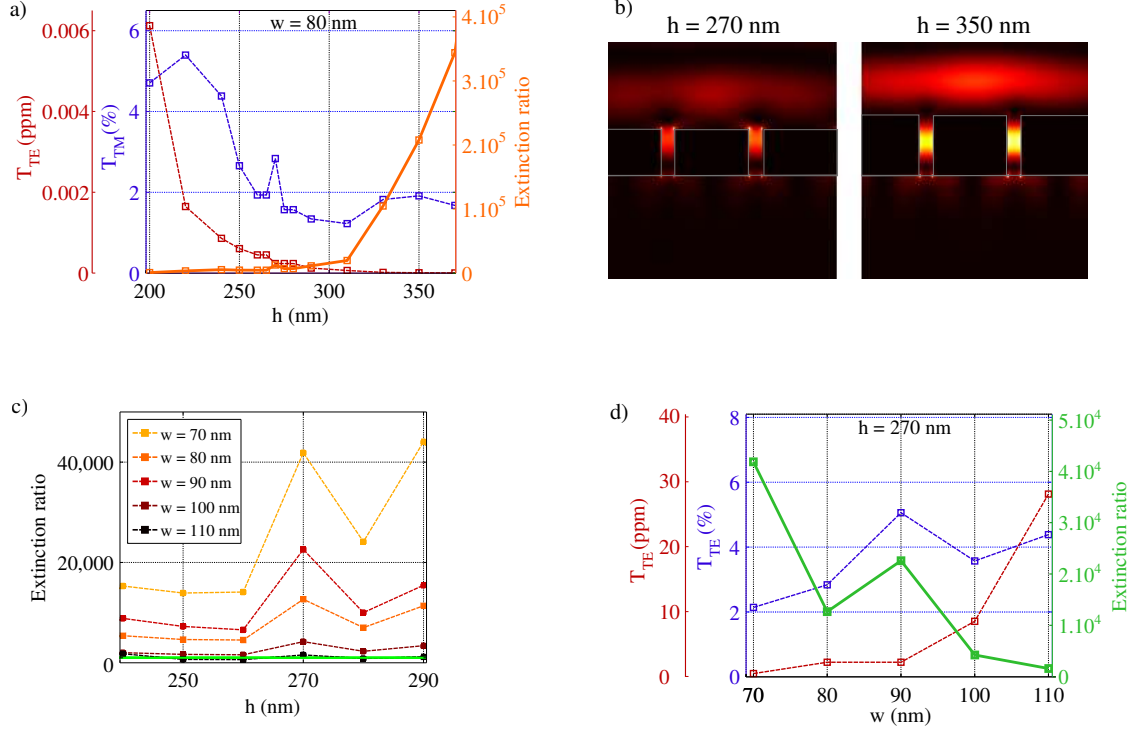 a)
w = 80 nm
T_TE (ppm)
0.006
0.004
0.002
0
T_TM (%)
6%
4
2
0
4.10^5
3.10^5
2.10^5
1.10^5
0
Extinction ratio
200 250 300 350
h (nm)
b)
h = 270 nm h = 350 nm
c)
Extinction ratio
40,000
20,000
0
w = 70 nm
w = 80 nm
w = 90 nm
w = 100 nm
w = 110 nm
250 270 290
h (nm)
d)
h = 270 nm
T_TE (ppm)
40
30
20
10
0
T_TE (%)
8
6
4
2
0
5.10^4
4.10^4
3.10^4
2.10^4
1.10^4
0
Extinction ratio
70 80 90 100 110
w (nm)